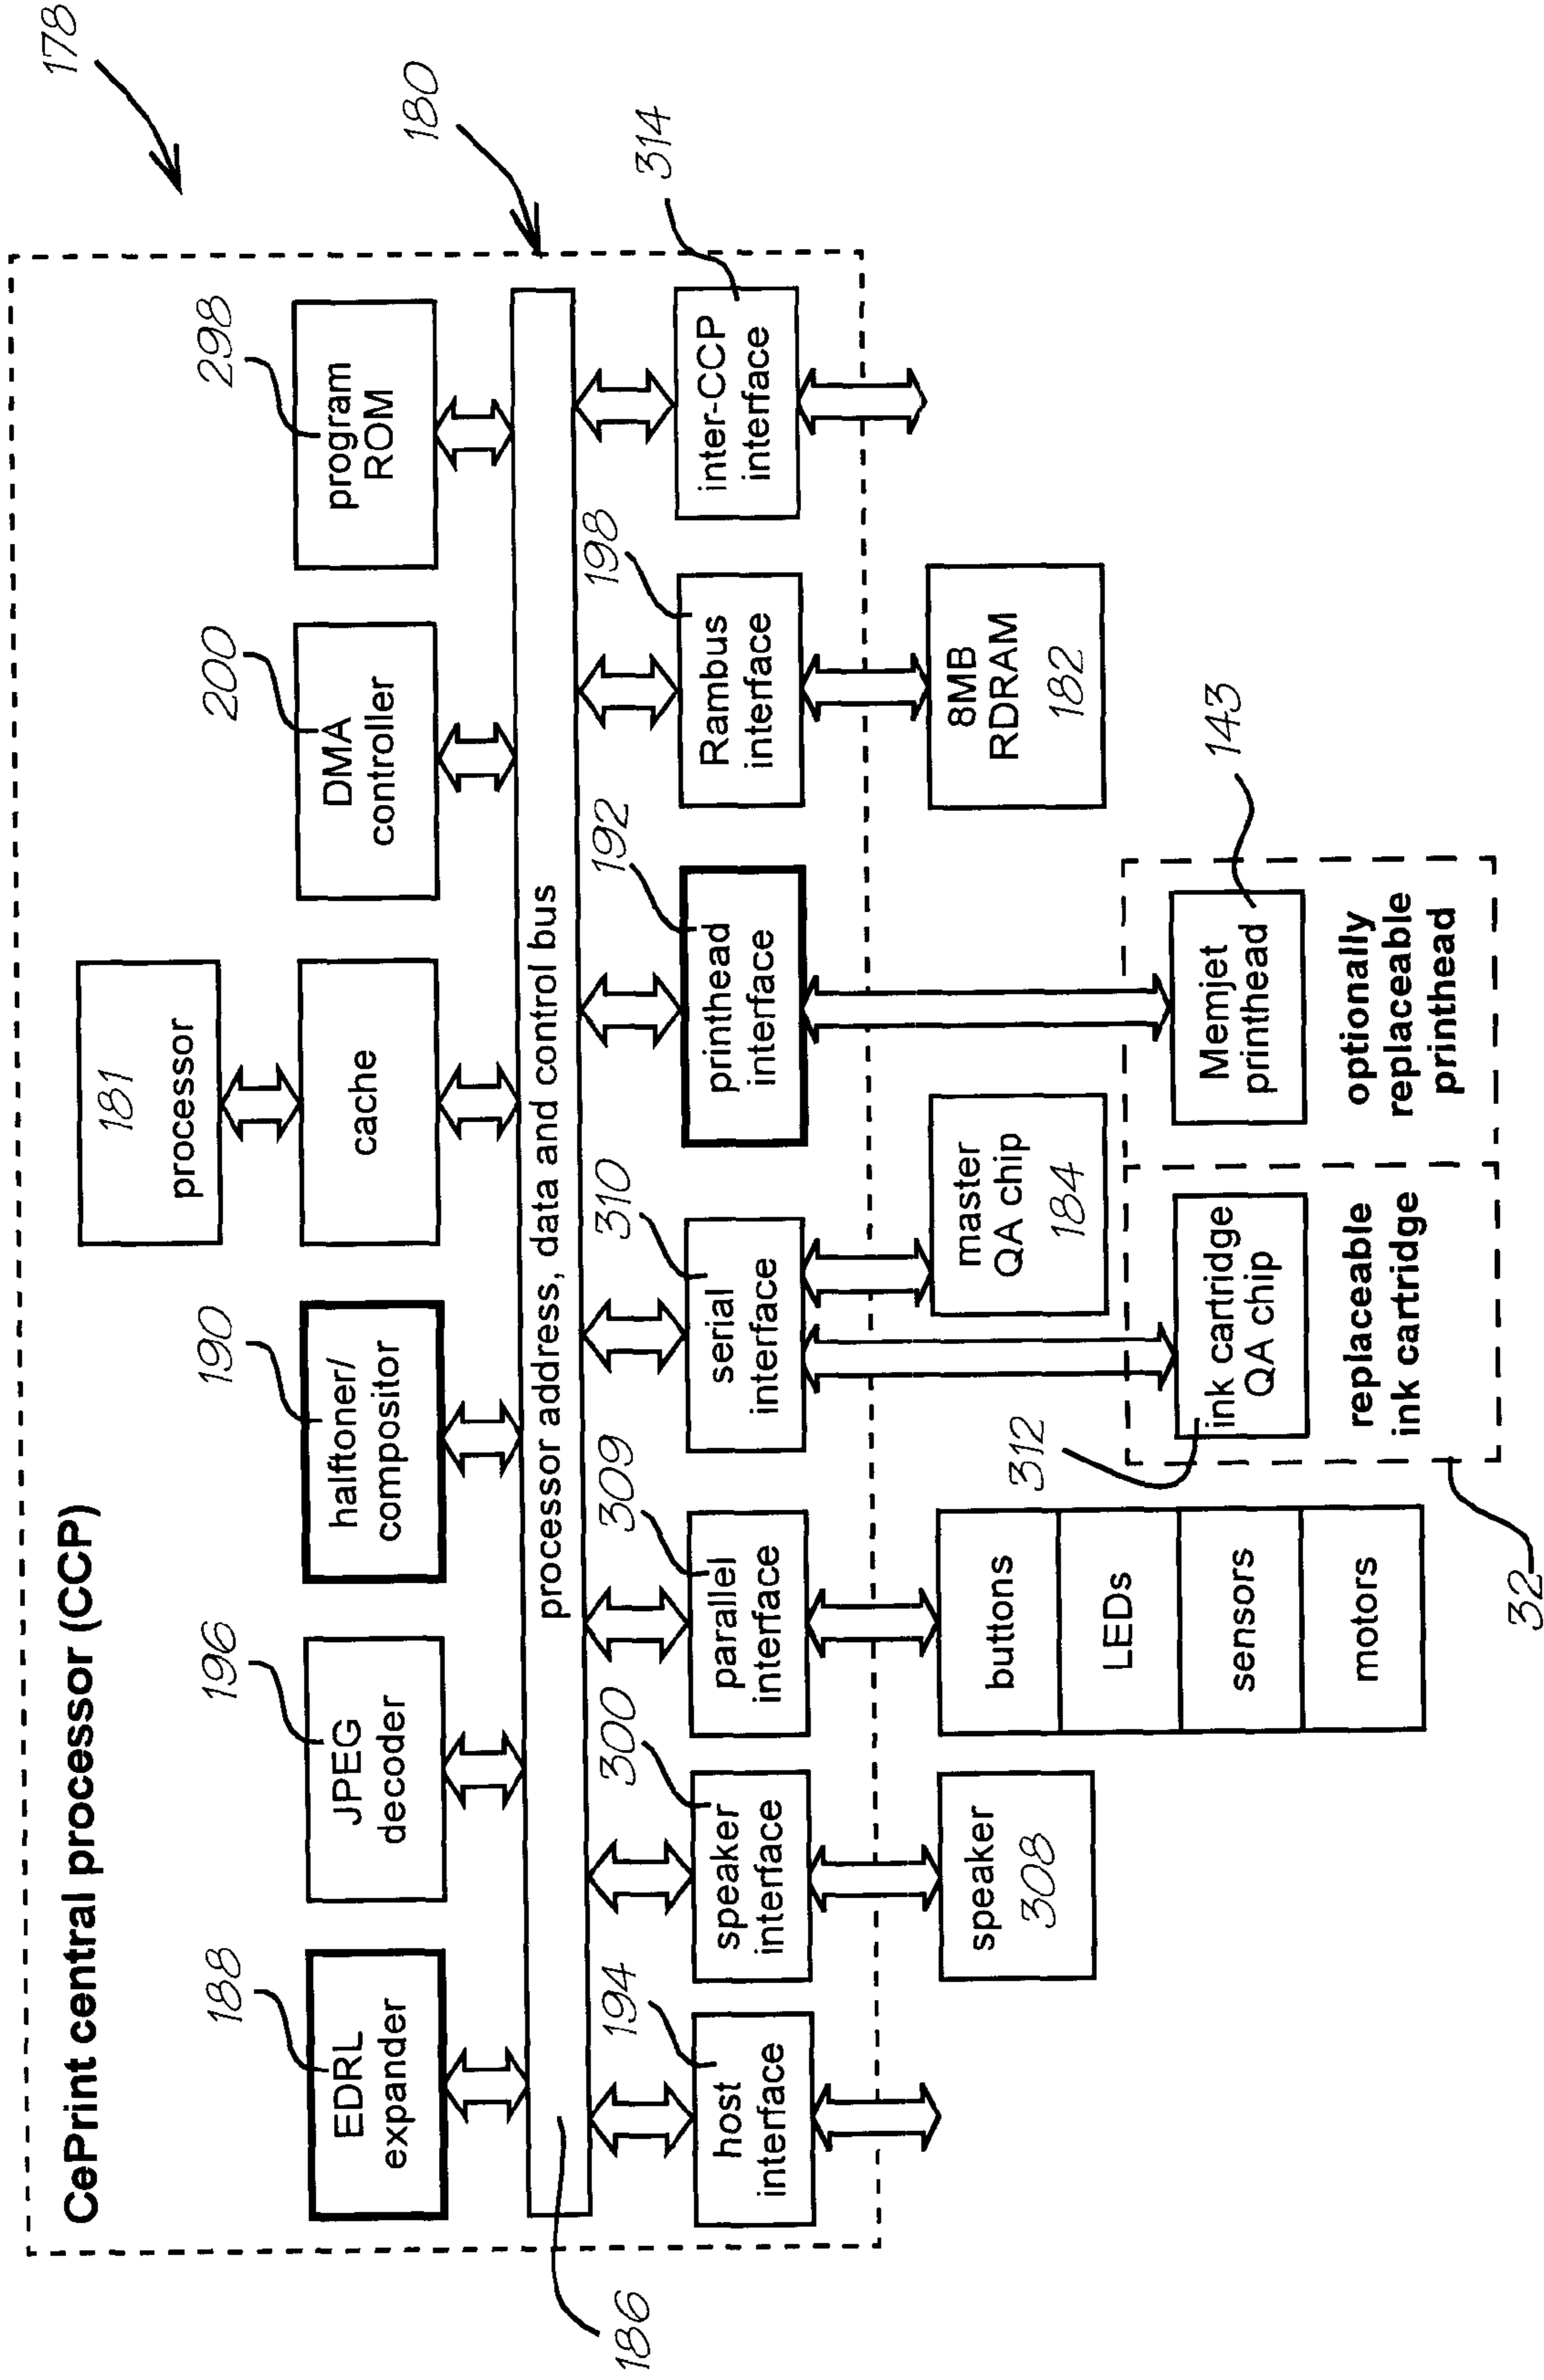 178
CePrint central processor (CCP)
180
181
processor
188
196
190
200
298
EDRL
expander
JPEG
decoder
halftoner/
compositor
cache
DMA
controller
program
ROM
processor address, data and control bus
186
194
300
309
310
192
198
314
host
interface
speaker
interface
parallel
interface
serial
interface
printhead
interface
Rambus
interface
inter-CCP
interface
speaker
308
buttons
LEDs
sensors
motors
master
QA chip
184
8MB
RDRAM
182
312
ink cartridge
QA chip
replaceable
ink cartridge
143
Memjet
printhead
optionally
replaceable
printhead
32